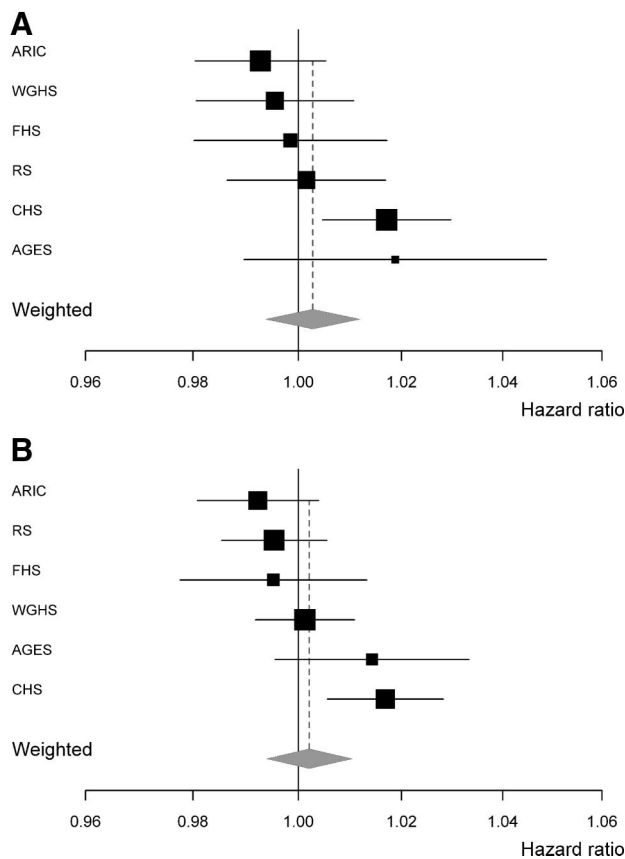 A
ARIC
WGHS
FHS
RS
CHS
AGES
Weighted
0.96 0.98 1.00 1.02 1.04 1.06
Hazard ratio
B
ARIC
RS
FHS
WGHS
AGES
CHS
Weighted
0.96 0.98 1.00 1.02 1.04 1.06
Hazard ratio